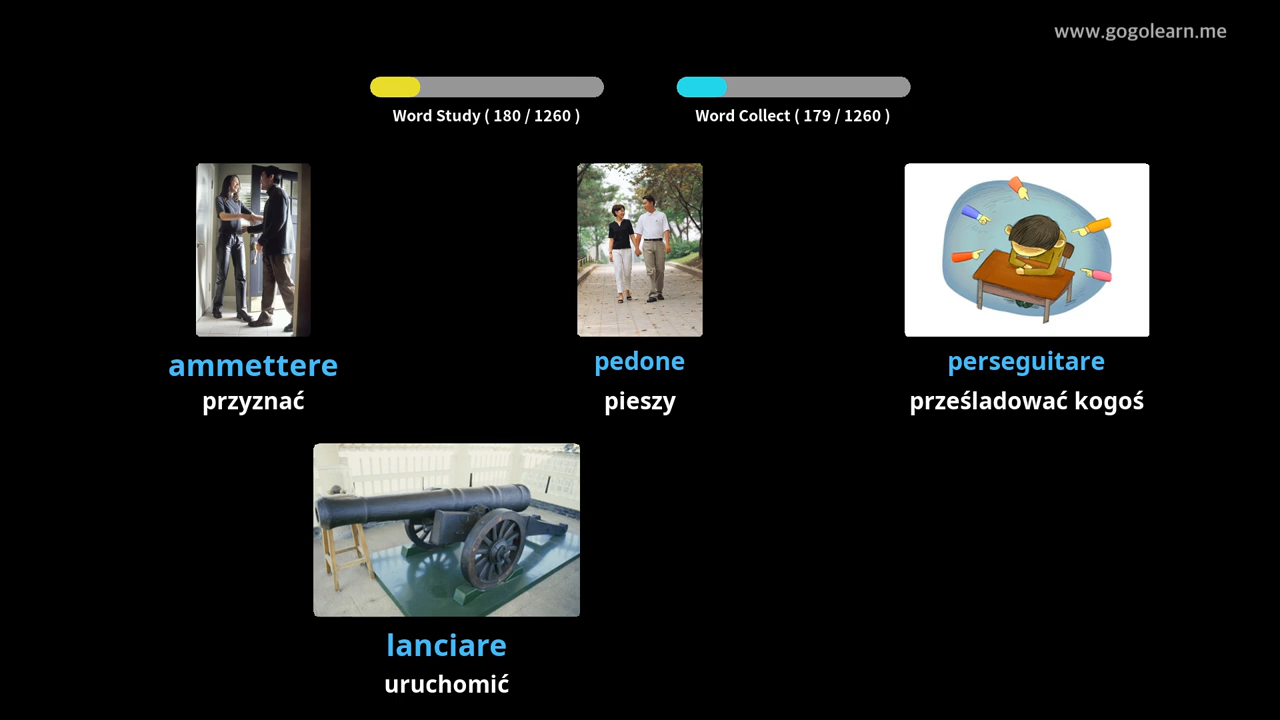 www.gogolearn.me
Word Study ( 180 / 1260 )
Word Collect ( 179 / 1260 )
ammettere
przyznać
pedone
pieszy
perseguitare
prześladować kogoś
lanciare
uruchomić